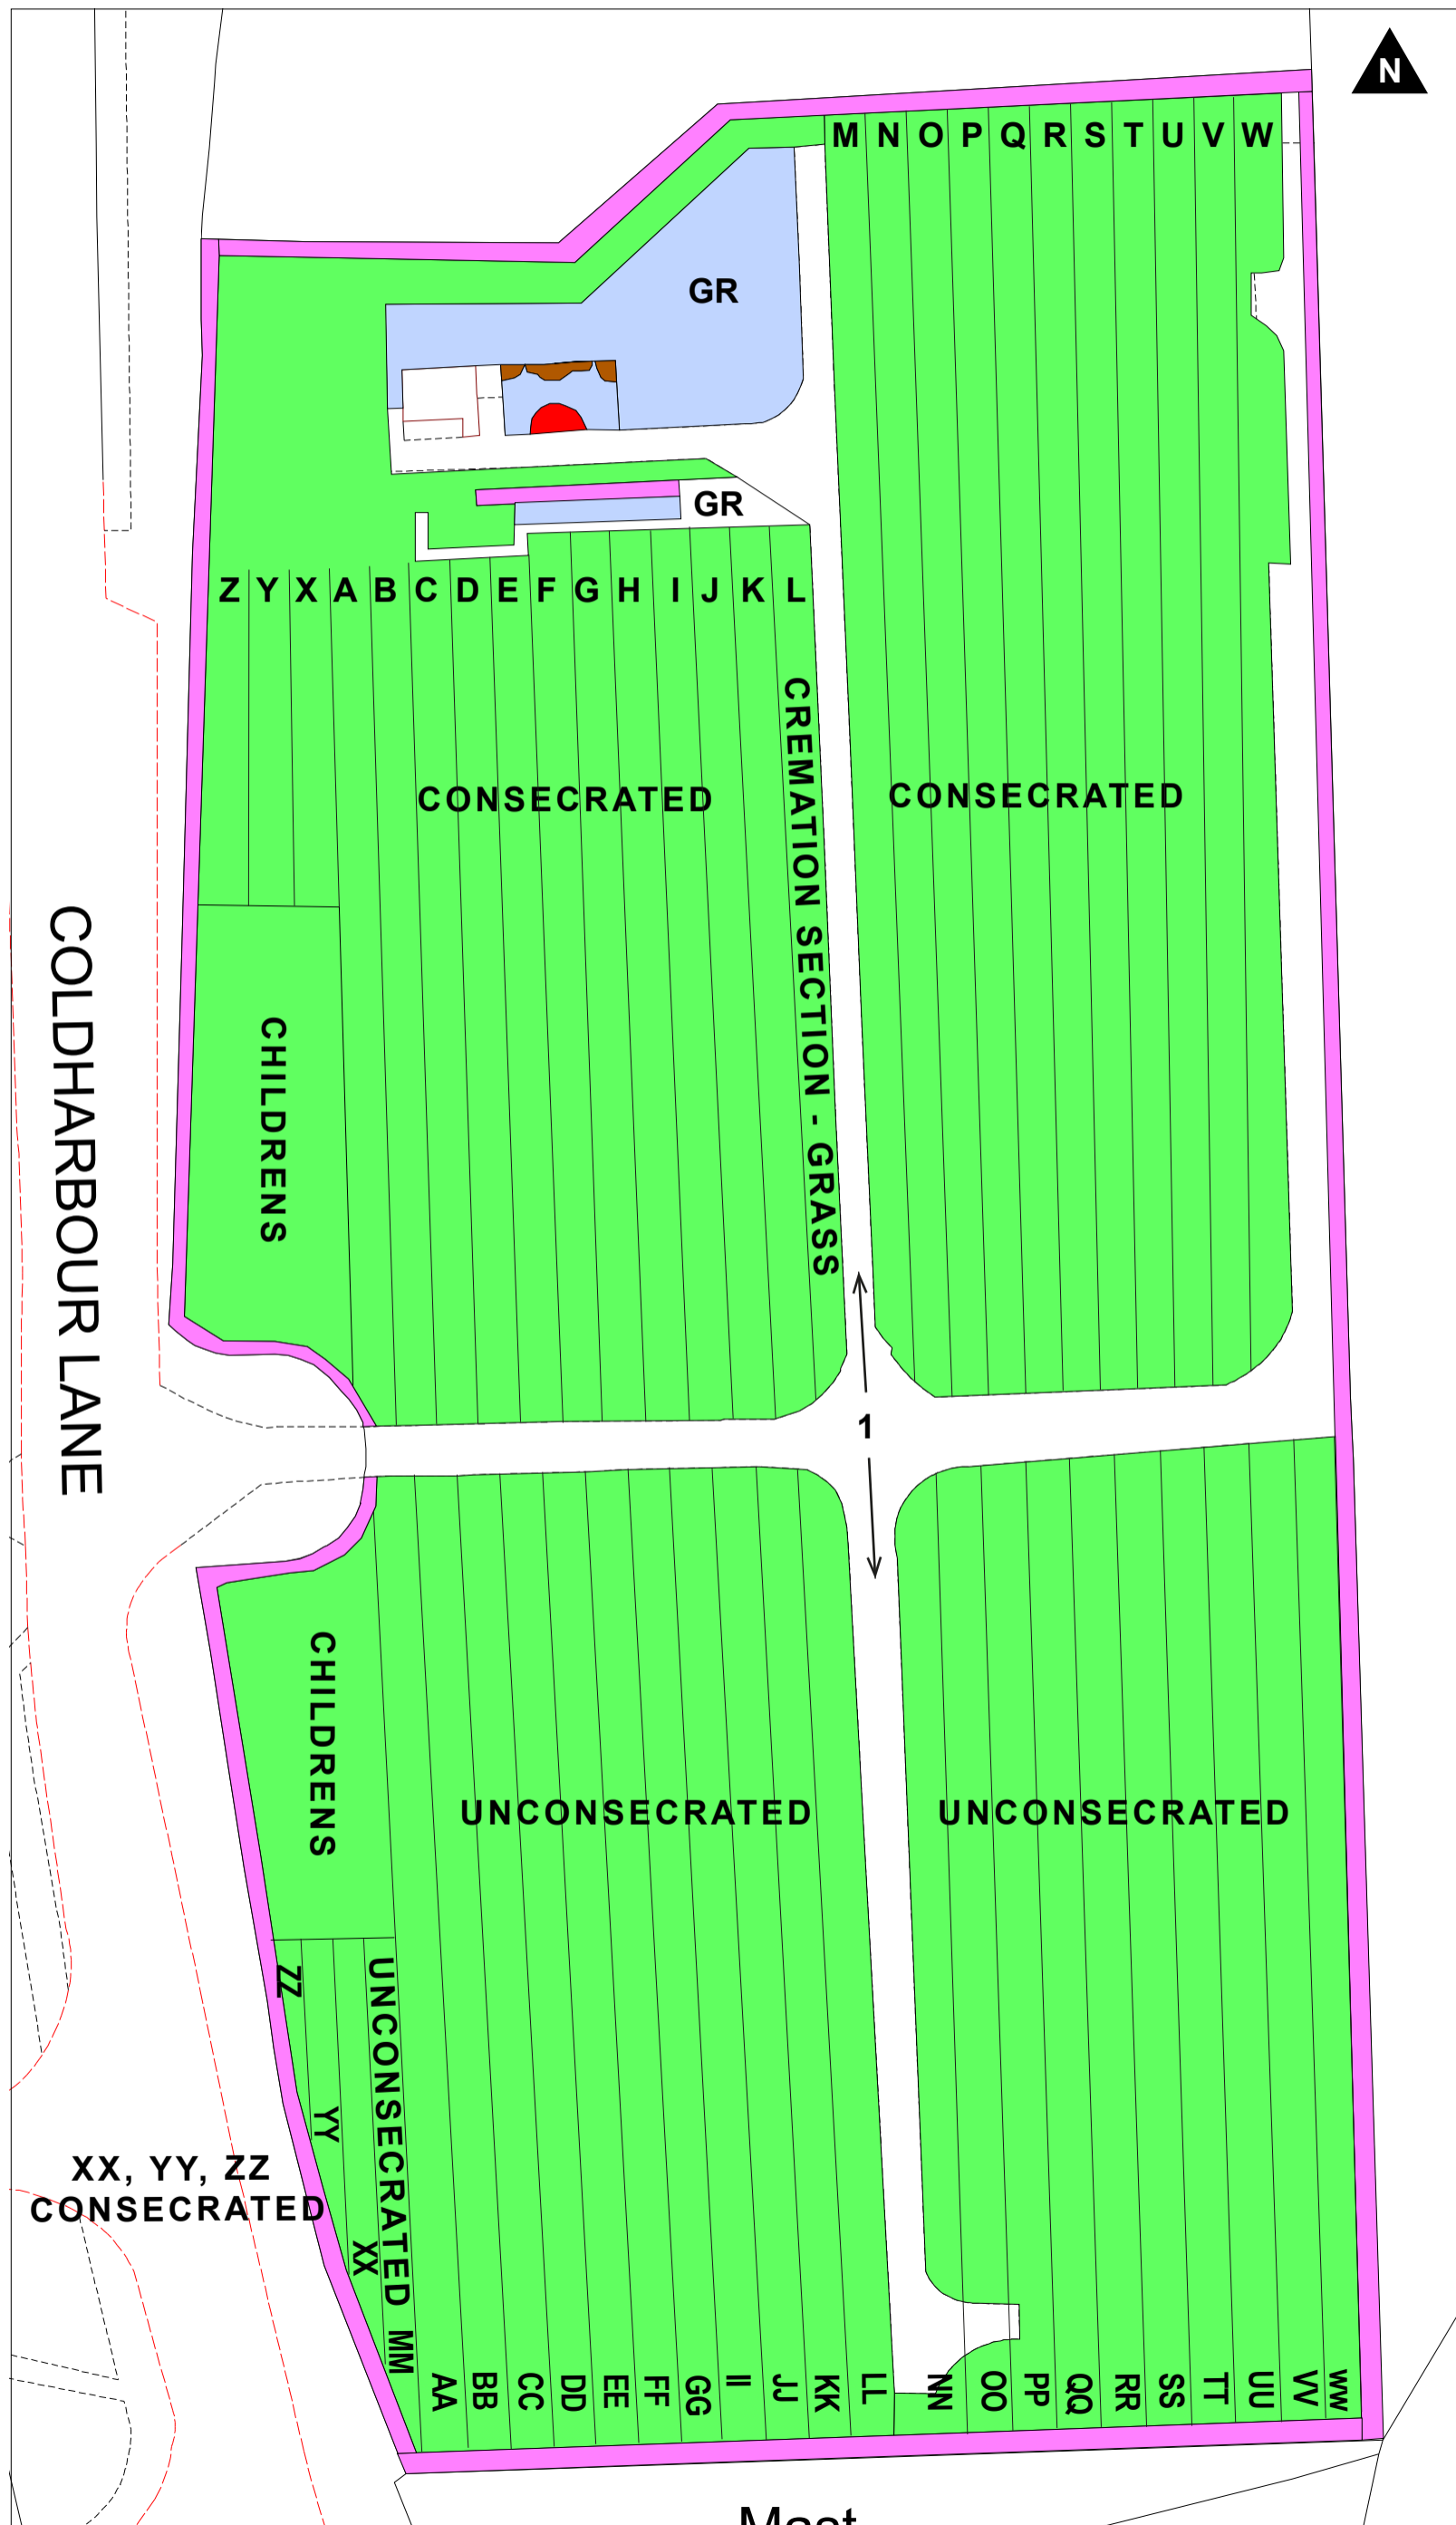 N
M N O P Q R S T U V W
GR
GR
Z Y X A B C D E F G H I J K L
CREMATION SECTION - GRASS
CONSECRATED
CONSECRATED
COLDHARBOUR LANE
CHILDRENS
1
CHILDRENS
UNCONSECRATED
UNCONSECRATED
ZZ
YY
XX
UNCONSECRATED MM
XX, YY, ZZ
CONSECRATED
AA BB CC DD EE FF GG II JJ KK LL NN OO PP QQ RR SS TT UU VV WW